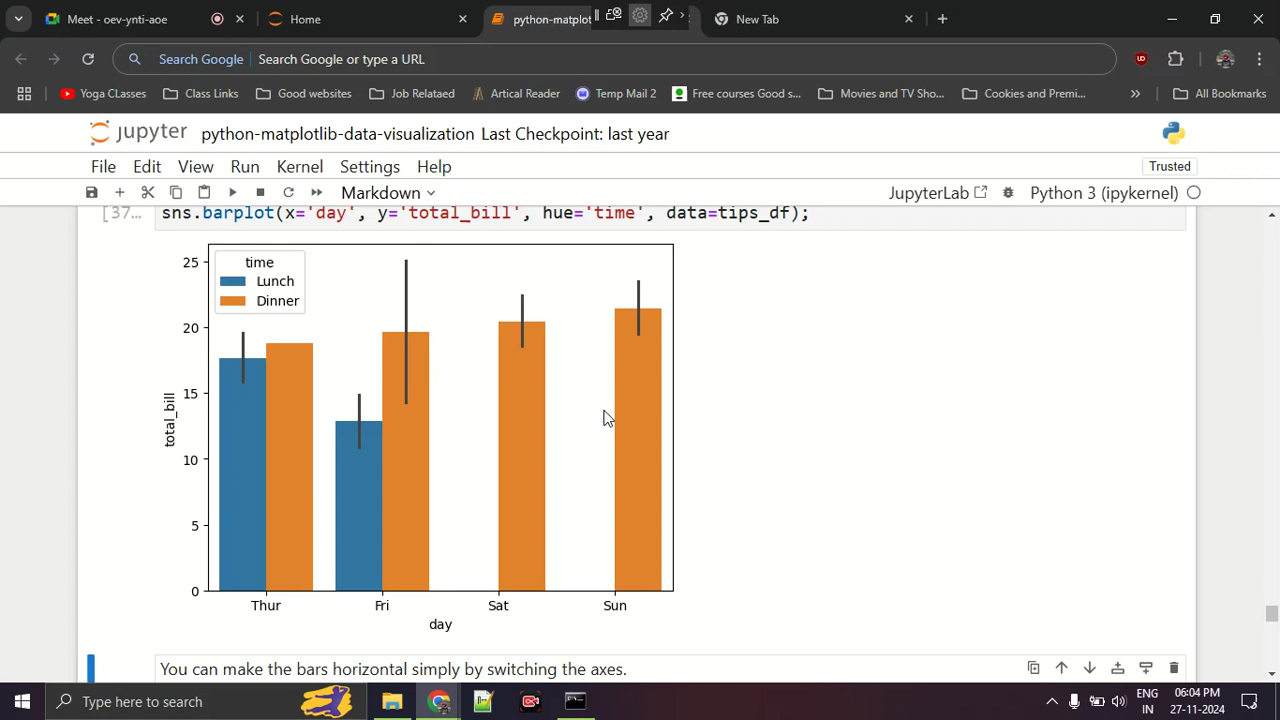 Meet - oev-ynti-aoe
Home
python-matplot
New Tab
Search Google
Search Google or type a URL
Yoga CLasses
Class Links
Good websites
Job Relataed
Artical Reader
Temp Mail 2
Free courses Good s...
Movies and TV Sho...
Cookies and Premi...
All Bookmarks
jupyter
python-matplotlib-data-visualization Last Checkpoint: last year
File Edit View Run Kernel Settings Help
Trusted
Markdown
JupyterLab
Python 3 (ipykernel)
[37...
sns.barplot(x='day', y='total_bill', hue='time', data=tips_df);
time
Lunch
Dinner
25
20
15
10
5
0
total_bill
Thur Fri Sat Sun
day
You can make the bars horizontal simply by switching the axes.
Type here to search
ENG
IN
06:04 PM
27-11-2024